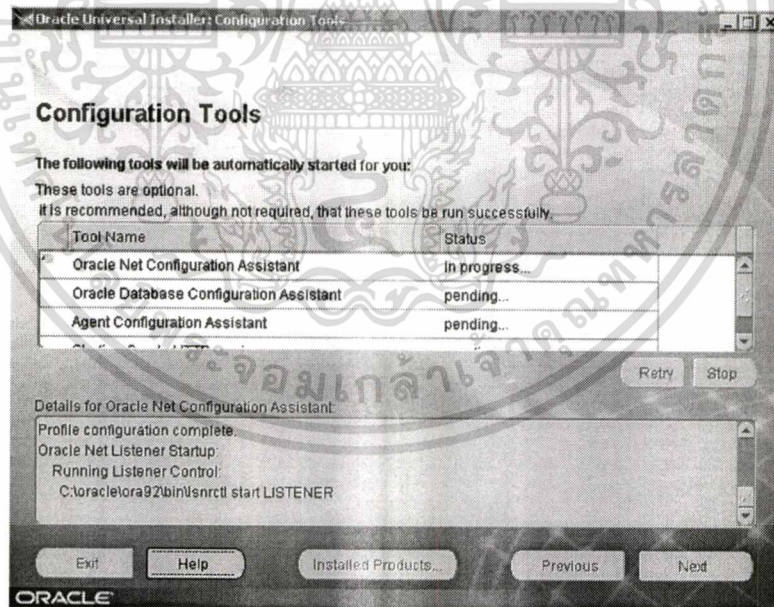 Oracle Universal Installer: Configuration Tools
Configuration Tools
The following tools will be automatically started for you:
These tools are optional.
It is recommended, although not required, that these tools be run successfully.
Tool Name Status
Oracle Net Configuration Assistant in progress...
Oracle Database Configuration Assistant pending...
Agent Configuration Assistant pending...
Retry Stop
Details for Oracle Net Configuration Assistant:
Profile configuration complete.
Oracle Net Listener Startup:
Running Listener Control:
C:\oracle\ora92\bin\lsnrctl start LISTENER
Exit Help Installed Products... Previous Next
ORACLE